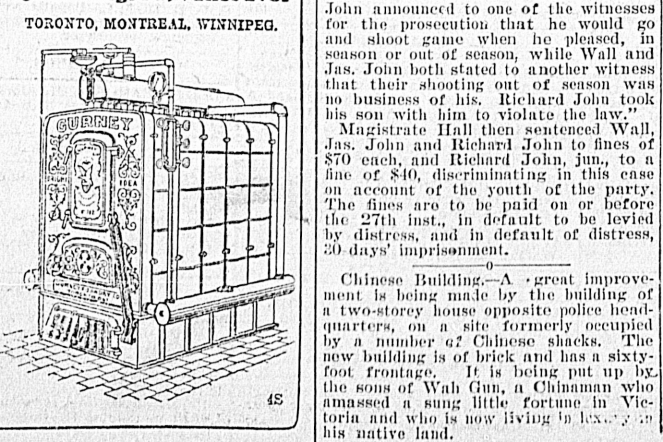 TORONTO, MONTREAL, WINNIPEG.
GURNEY
IDEA
4S
John announced to one of the witnesses
for the prosecution that he would go
and shoot game when he pleased, in
season or out of season, while Wall and
Jas. John both stated to another witness
that their shooting out of season was
no business of his. Richard John took
his son with him to violate the law."
Magistrate Hall then sentenced Wall,
Jas. John and Richard John to fines of
$70 each, and Richard John, jun., to a
fine of $40, discriminating in this case
on account of the youth of the party.
The fines are to be paid on or before
the 27th inst., in default to be levied
by distress, and in default of distress,
30 days' imprisonment.
Chinese Building.—A great improve-
ment is being made by the building of
a two-storey house opposite police head-
quarters, on a site formerly occupied
by a number of Chinese shacks. The
new building is of brick and has a sixty-
foot frontage. It is being put up by
the sons of Wah Gun, a Chinaman who
amassed a sung little fortune in Vic-
toria and who is now living in
his native land.